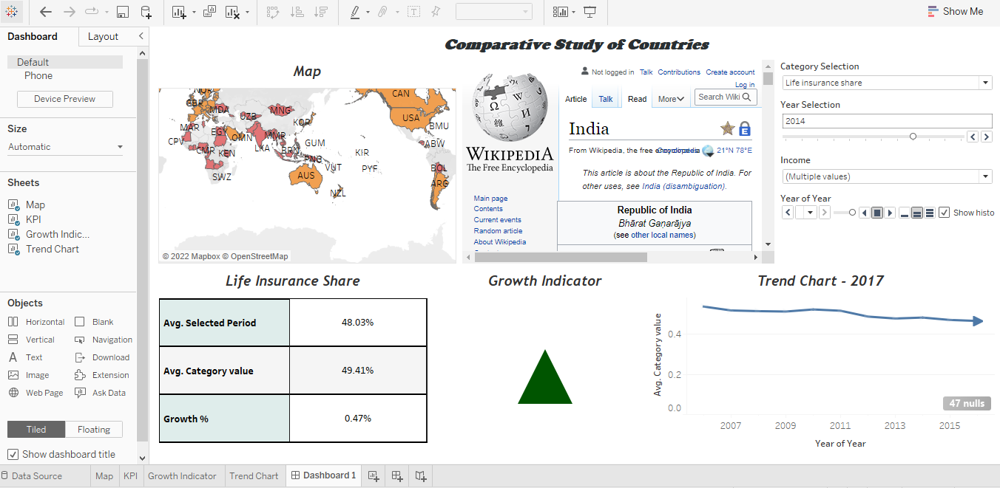 Show Me
Dashboard
Layout
Default
Phone
Device Preview
Size
Automatic
Sheets
Map
KPI
Growth Indic...
Trend Chart
Objects
Horizontal
Blank
Vertical
Navigation
Text
Download
Image
Extension
Web Page
Ask Data
Tiled
Floating
Show dashboard title
Comparative Study of Countries
Map
CAN
GBR
MDA
UZB
MNG
KOR
USA
BMU
MAR
EGY
OMN
MMR
CPV
CMR
KEN
LKA
BRN
GUM
ABW
PNG
KIR
VUT
PYF
BOL
SWZ
AUS
ARG
NZL
© 2022 Mapbox © OpenStreetMap
WIKIPEDIA
The Free Encyclopedia
Main page
Contents
Current events
Random article
About Wikipedia
Not logged in Talk Contributions Create account
Log in
Article Talk Read More
Search Wiki
India
From Wikipedia, the free
21°N 78°E
This article is about the Republic of India. For
other uses, see India (disambiguation).
Republic of India
Bhārat Gaṇarājya
(see other local names)
Category Selection
Life insurance share
Year Selection
2014
Income
(Multiple values)
Year of Year
Show histo
Life Insurance Share
Avg. Selected Period 48.03%
Avg. Category value 49.41%
Growth % 0.47%
Growth Indicator
Trend Chart - 2017
Avg. Category value
0.4
0.2
0.0
47 nulls
2007 2009 2011 2013 2015
Year of Year
Data Source
Map
KPI
Growth Indicator
Trend Chart
Dashboard 1